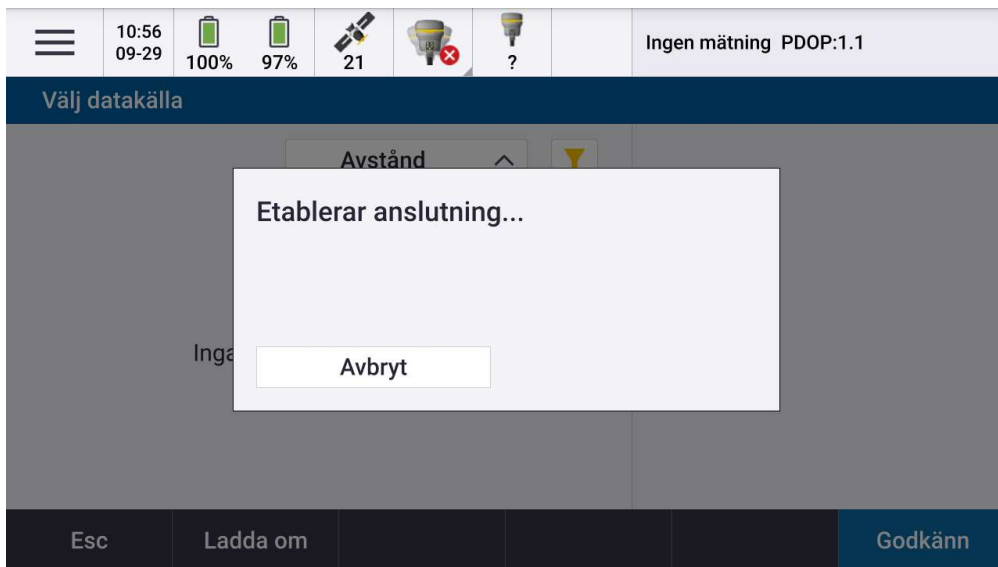 10:56
09-29
100%
97%
21
?
Ingen mätning PDOP:1.1
Välj datakälla
Avstånd
Etablerar anslutning...
Avbryt
Esc
Ladda om
Godkänn